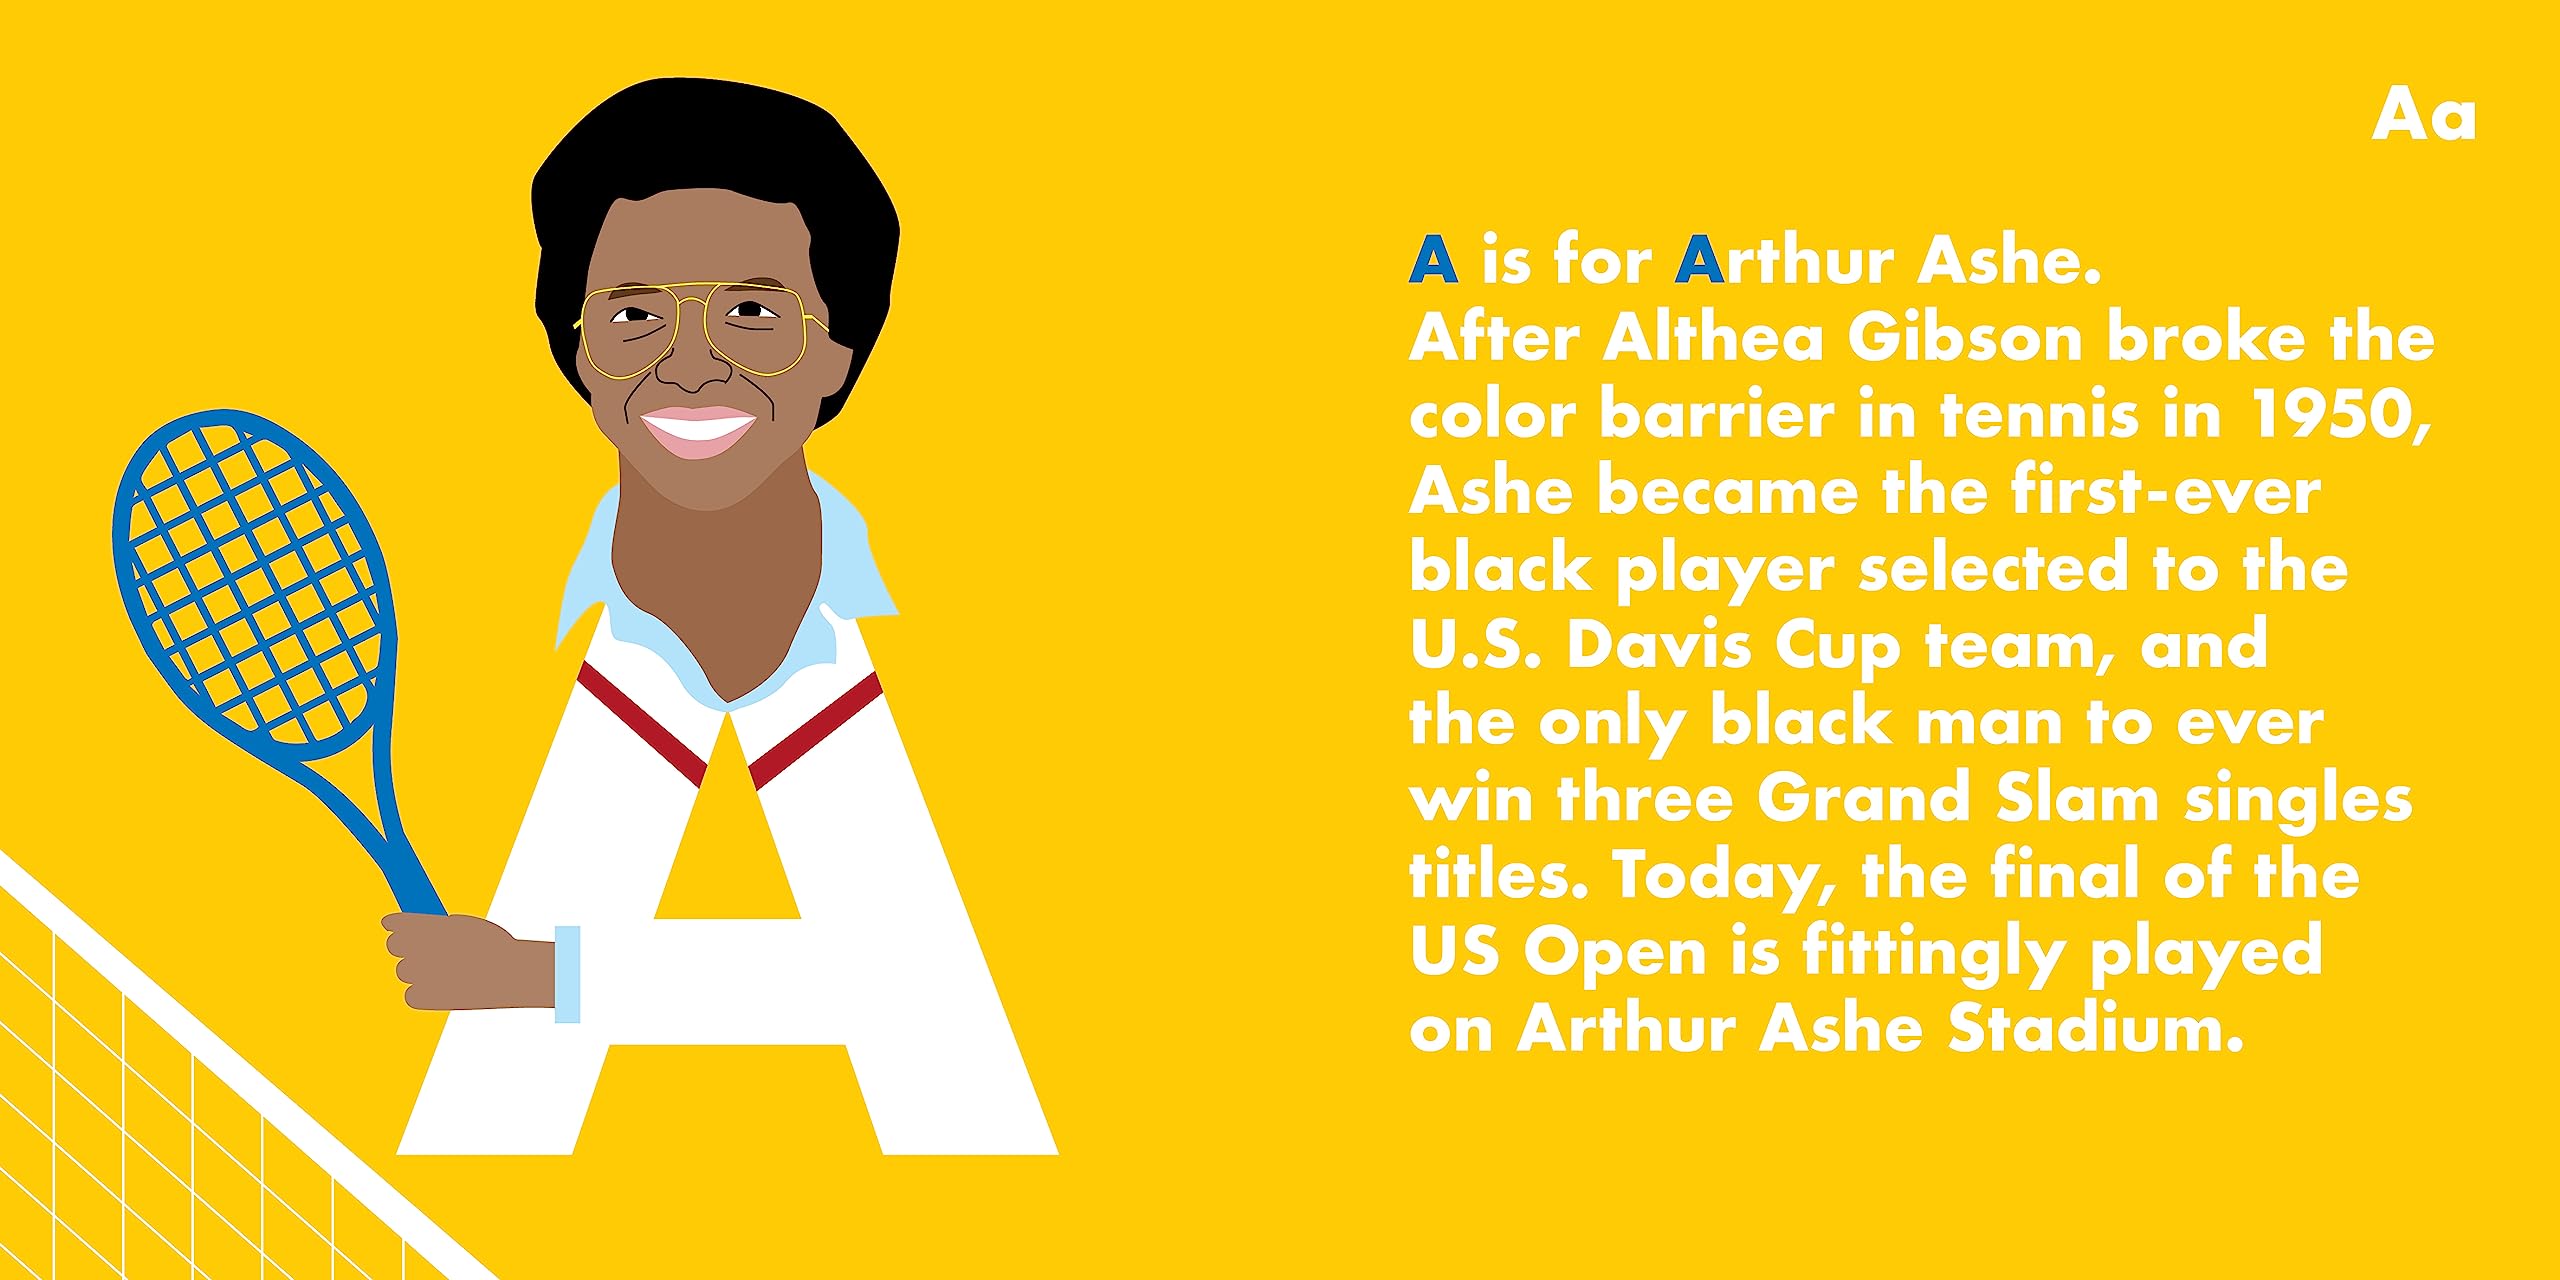 Aa
A is for Arthur Ashe.
After Althea Gibson broke the
color barrier in tennis in 1950,
Ashe became the first-ever
black player selected to the
U.S. Davis Cup team, and
the only black man to ever
win three Grand Slam singles
titles. Today, the final of the
US Open is fittingly played
on Arthur Ashe Stadium.